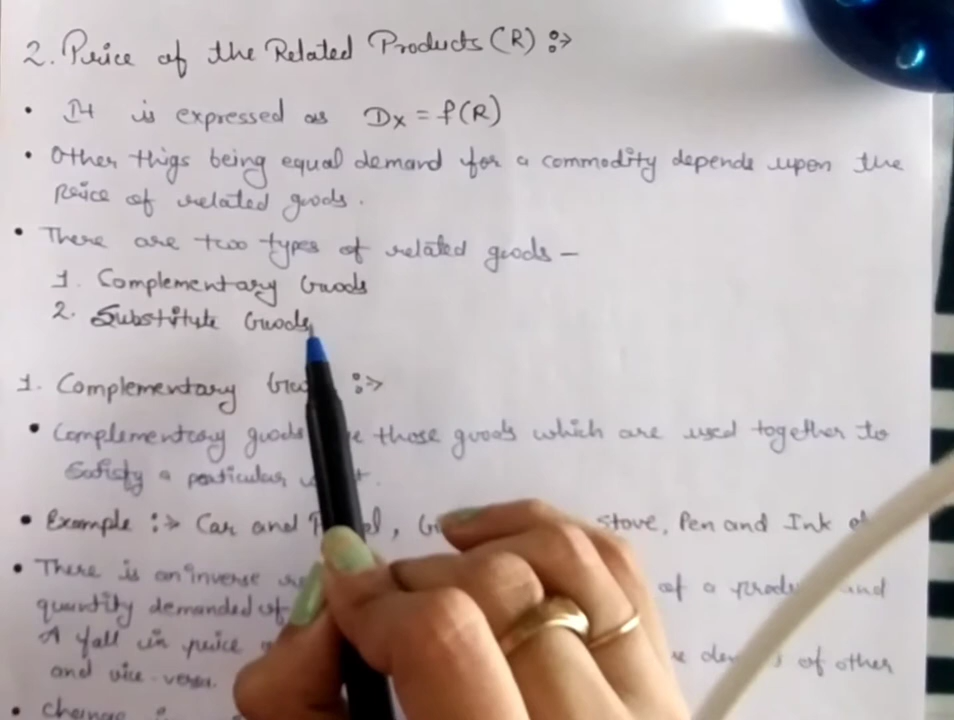 2. Price of the Related Products (R) :->
• It is expressed as Dx = f(R)
• Other thigs being equal demand for a commodity depends upon the
Price of related goods.
• There are two types of related goods -
1. Complementary Goods
2. Substitute Goods
1. Complementary :->
• Complementary goods those goods which are used together to
Satisfy a particular
• Example :-> Car and stove, Pen and Ink
• There is an inverse of a and
quantity demanded of
A fall in price of other
and vice-versa.
• Change